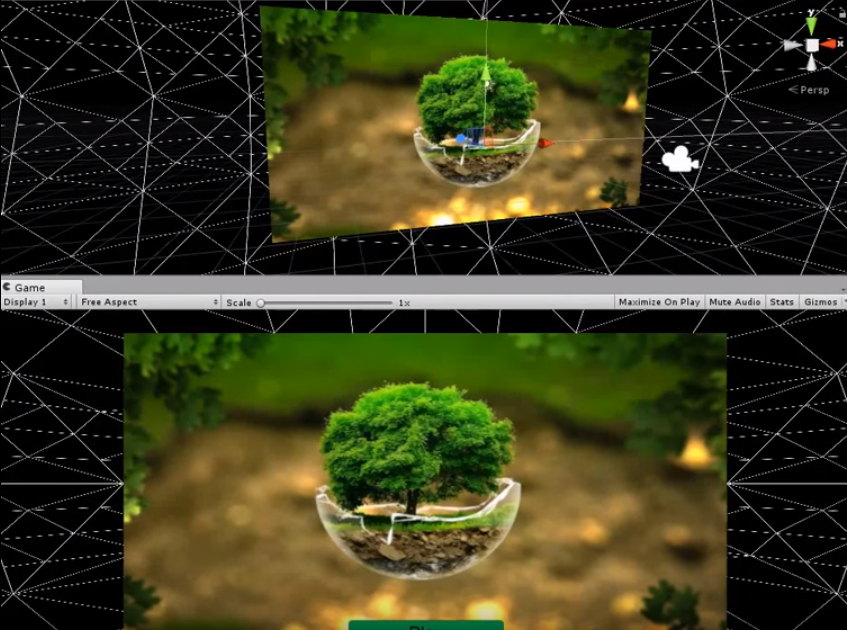 y
x
Persp
Game
Display 1 Free Aspect Scale 1x Maximize On Play Mute Audio Stats Gizmos